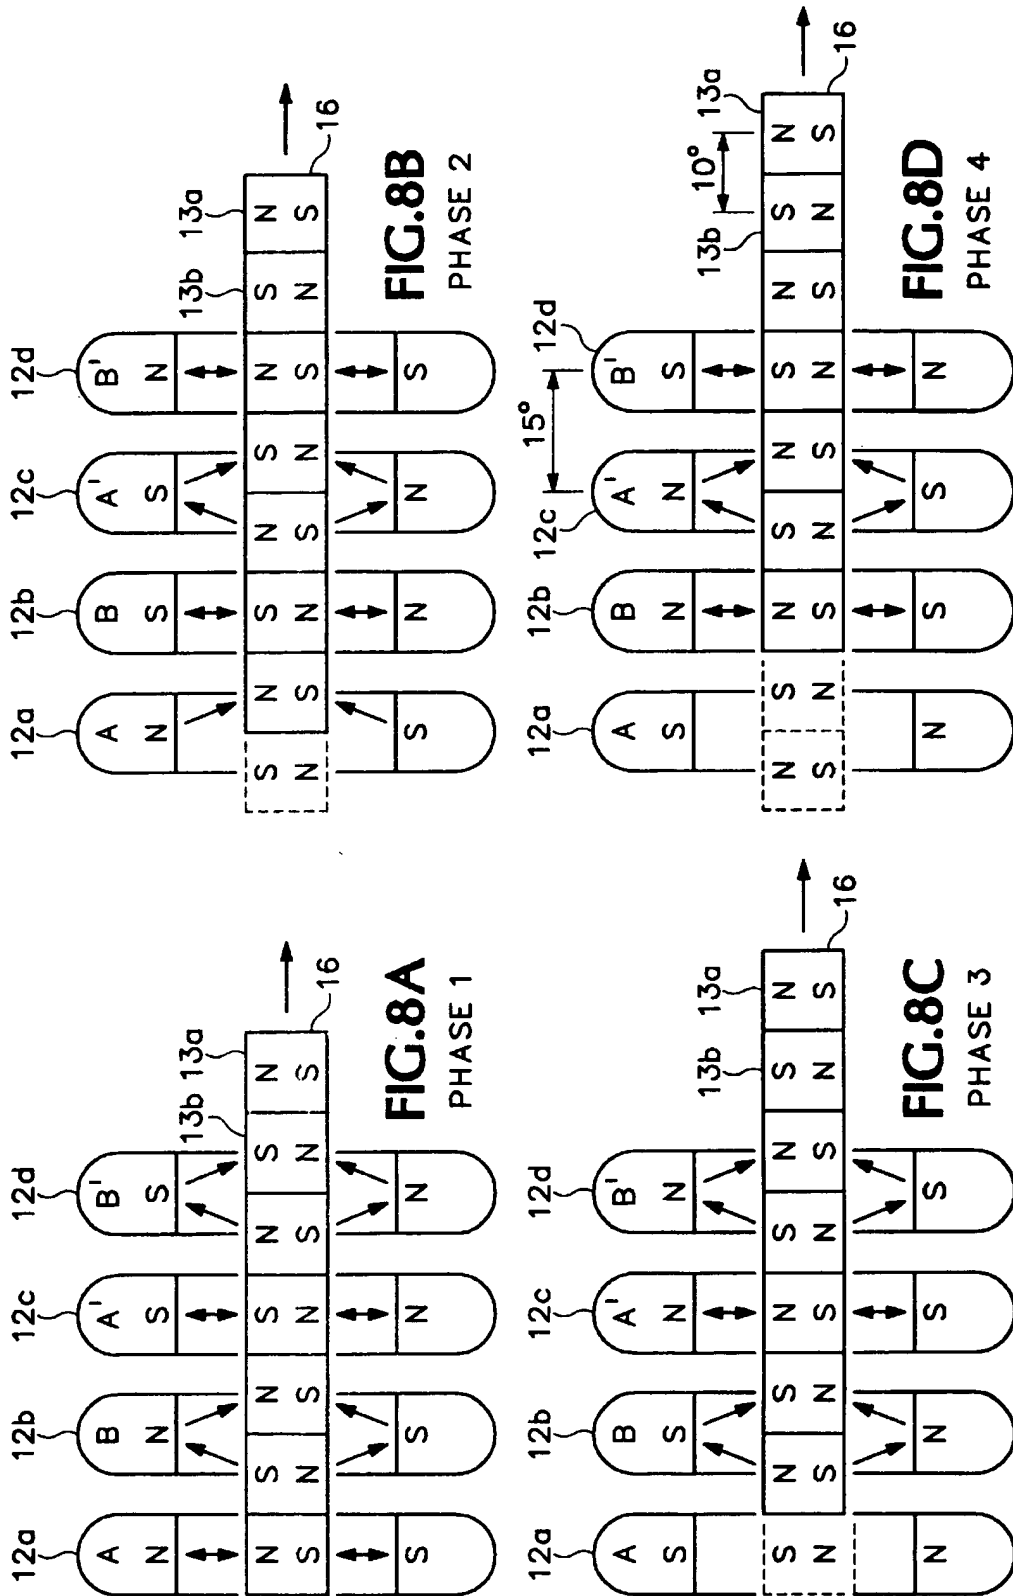 12a 12b 12c 12d
A B A' B'
N N S S
13b 13a
N S N S N S N
S N S N S N S
16
S S N N
FIG.8A
PHASE 1
12a 12b 12c 12d
A B A' B'
N S S N
13b 13a
S N S N S N S N
N S N S N S N S
16
S N N S
FIG.8B
PHASE 2
12a 12b 12c 12d
A B A' B'
S S N N
13b 13a
S N S N S N S N
N S N S N S N S
16
N N S S
FIG.8C
PHASE 3
12a 12b 12c 15° 12d
A B A' B'
S N N S
13b 10° 13a
N S N S N S N S N
S N S N S N S N S
16
N S S N
FIG.8D
PHASE 4